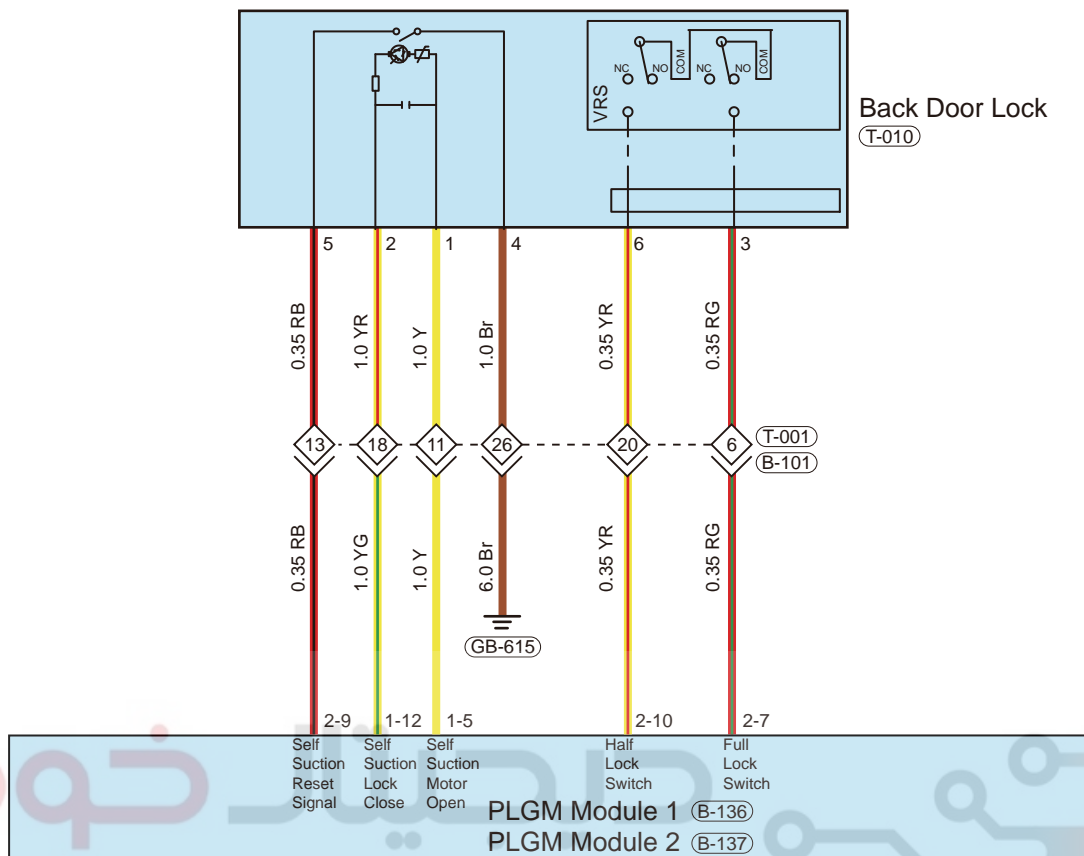 NC
NO
COM
NC
NO
COM
VRS
Back Door Lock
T-010
5
2
1
4
6
3
0.35 RB
1.0 YR
1.0 Y
1.0 Br
0.35 YR
0.35 RG
13
18
11
26
20
6
T-001
B-101
0.35 RB
1.0 YG
1.0 Y
6.0 Br
0.35 YR
0.35 RG
GB-615
2-9
1-12
1-5
2-10
2-7
Self
Suction
Reset
Signal
Self
Suction
Lock
Close
Self
Suction
Motor
Open
Half
Lock
Switch
Full
Lock
Switch
PLGM Module 1 B-136
PLGM Module 2 B-137